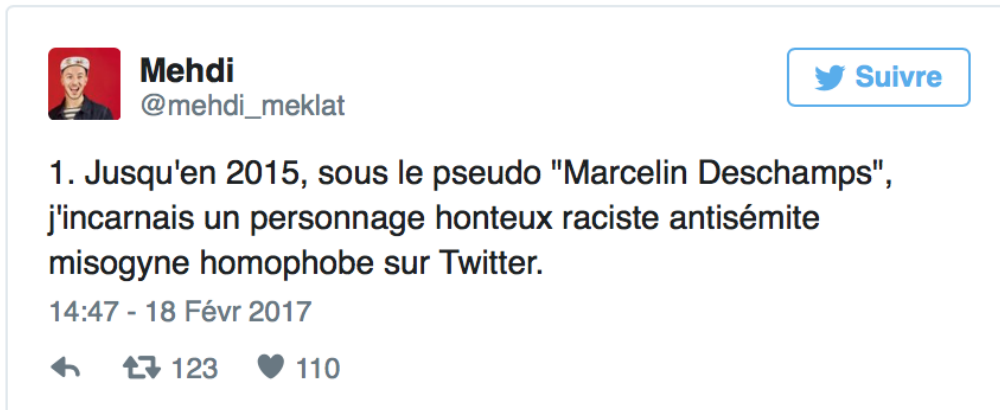 Mehdi
@mehdi_meklat
Suivre
1. Jusqu'en 2015, sous le pseudo "Marcelin Deschamps",
j'incarnais un personnage honteux raciste antisémite
misogyne homophobe sur Twitter.
14:47 - 18 Févr 2017
123 110